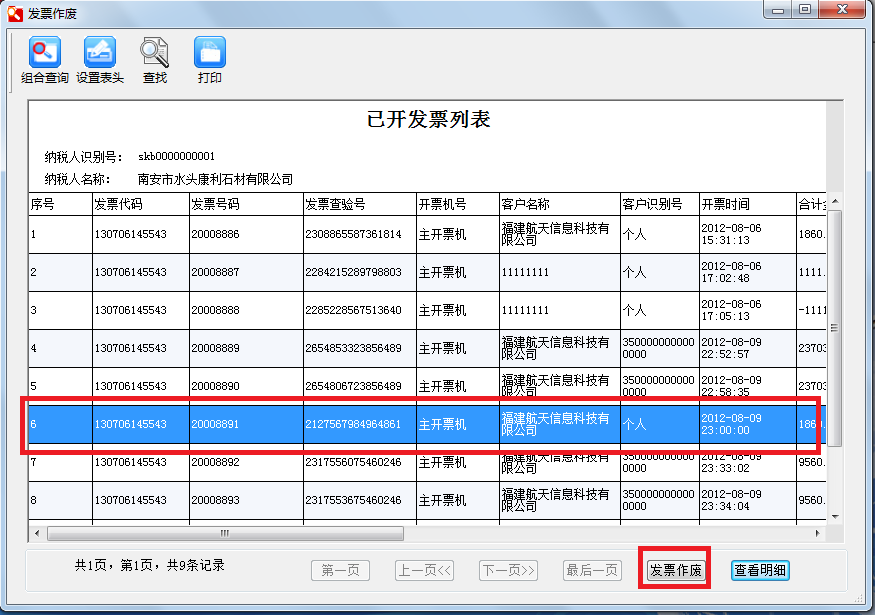 发票作废
组合查询 设置表头 查找 打印
已开发票列表
纳税人识别号： skb0000000001
纳税人名称： 南安市水头康利石材有限公司
序号 发票代码 发票号码 发票查验号 开票机号 客户名称 客户识别号 开票时间 合计
1 130706145543 20008886 2308865587361814 主开票机 福建航天信息科技有限公司 个人 2012-08-06 15:31:13 1860.
2 130706145543 20008887 2284215289798803 主开票机 11111111 个人 2012-08-06 17:02:48 1111.
3 130706145543 20008888 2285228567513640 主开票机 11111111 个人 2012-08-06 17:05:13 -1111
4 130706145543 20008889 2654853323856489 主开票机 福建航天信息科技有限公司 3500000000000000 2012-08-09 22:52:57 23703
5 130706145543 20008890 2654806723856489 主开票机 福建航天信息科技有限公司 3500000000000000 2012-08-09 22:58:35 23703
6 130706145543 20008891 2127567984964861 主开票机 福建航天信息科技有限公司 个人 2012-08-09 23:00:00 186
7 130706145543 20008892 2317556075460246 主开票机 福建航天信息科技有限公司 3500000000000000 2012-08-09 23:33:02 9560.
8 130706145543 20008893 2317553675460246 主开票机 福建航天信息科技有限公司 3500000000000000 2012-08-09 23:34:04 9560.
共1页，第1页，共9条记录 第一页 上一页<< 下一页>> 最后一页 发票作废 查看明细